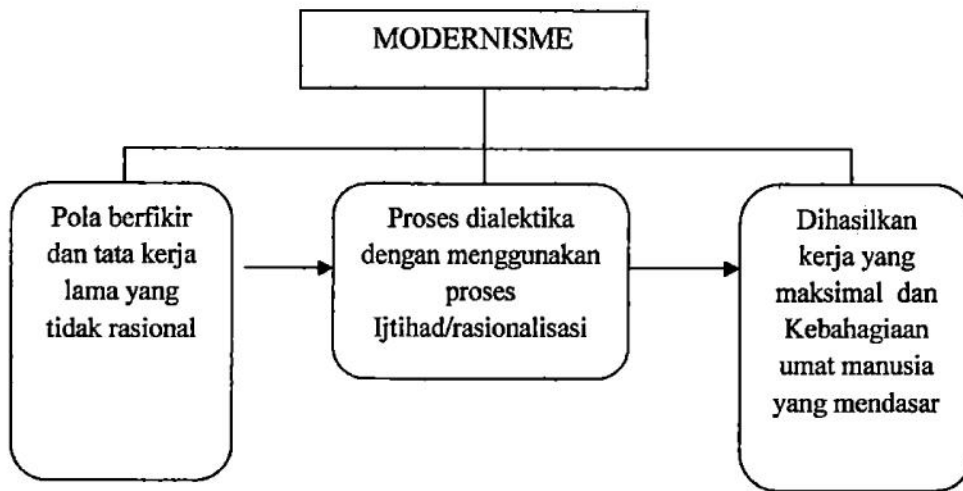 MODERNISME
Pola berfikir
dan tata kerja
lama yang
tidak rasional
Proses dialektika
dengan menggunakan
proses
Ijtihad/rasionalisasi
Dihasilkan
kerja yang
maksimal dan
Kebahagiaan
umat manusia
yang mendasar